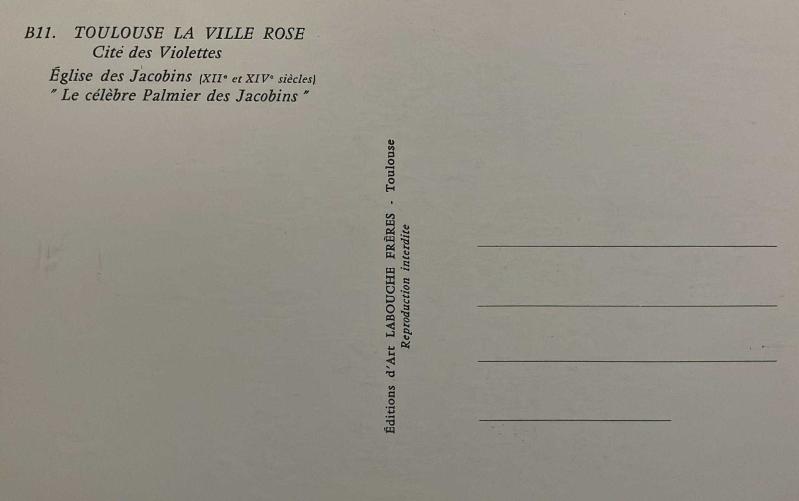 B11. TOULOUSE LA VILLE ROSE
Cité des Violettes
Église des Jacobins (XIIᵉ et XIVᵉ siècles)
" Le célèbre Palmier des Jacobins "
Éditions d'Art LABOUCHE FRÈRES - Toulouse
Reproduction interdite